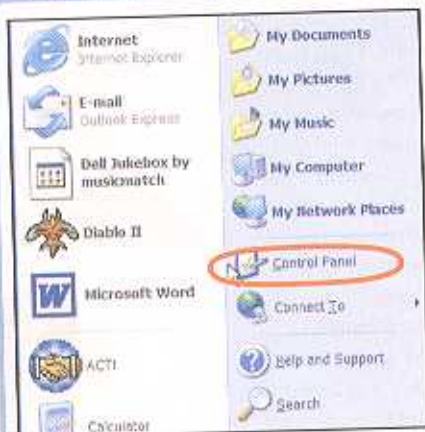 Internet
Internet Explorer
E-mail
Outlook Express
Dell Jukebox by
musicmatch
Diablo II
Microsoft Word
ACT!
Calculator
My Documents
My Pictures
My Music
My Computer
My Network Places
Control Panel
Connect To
Help and Support
Search